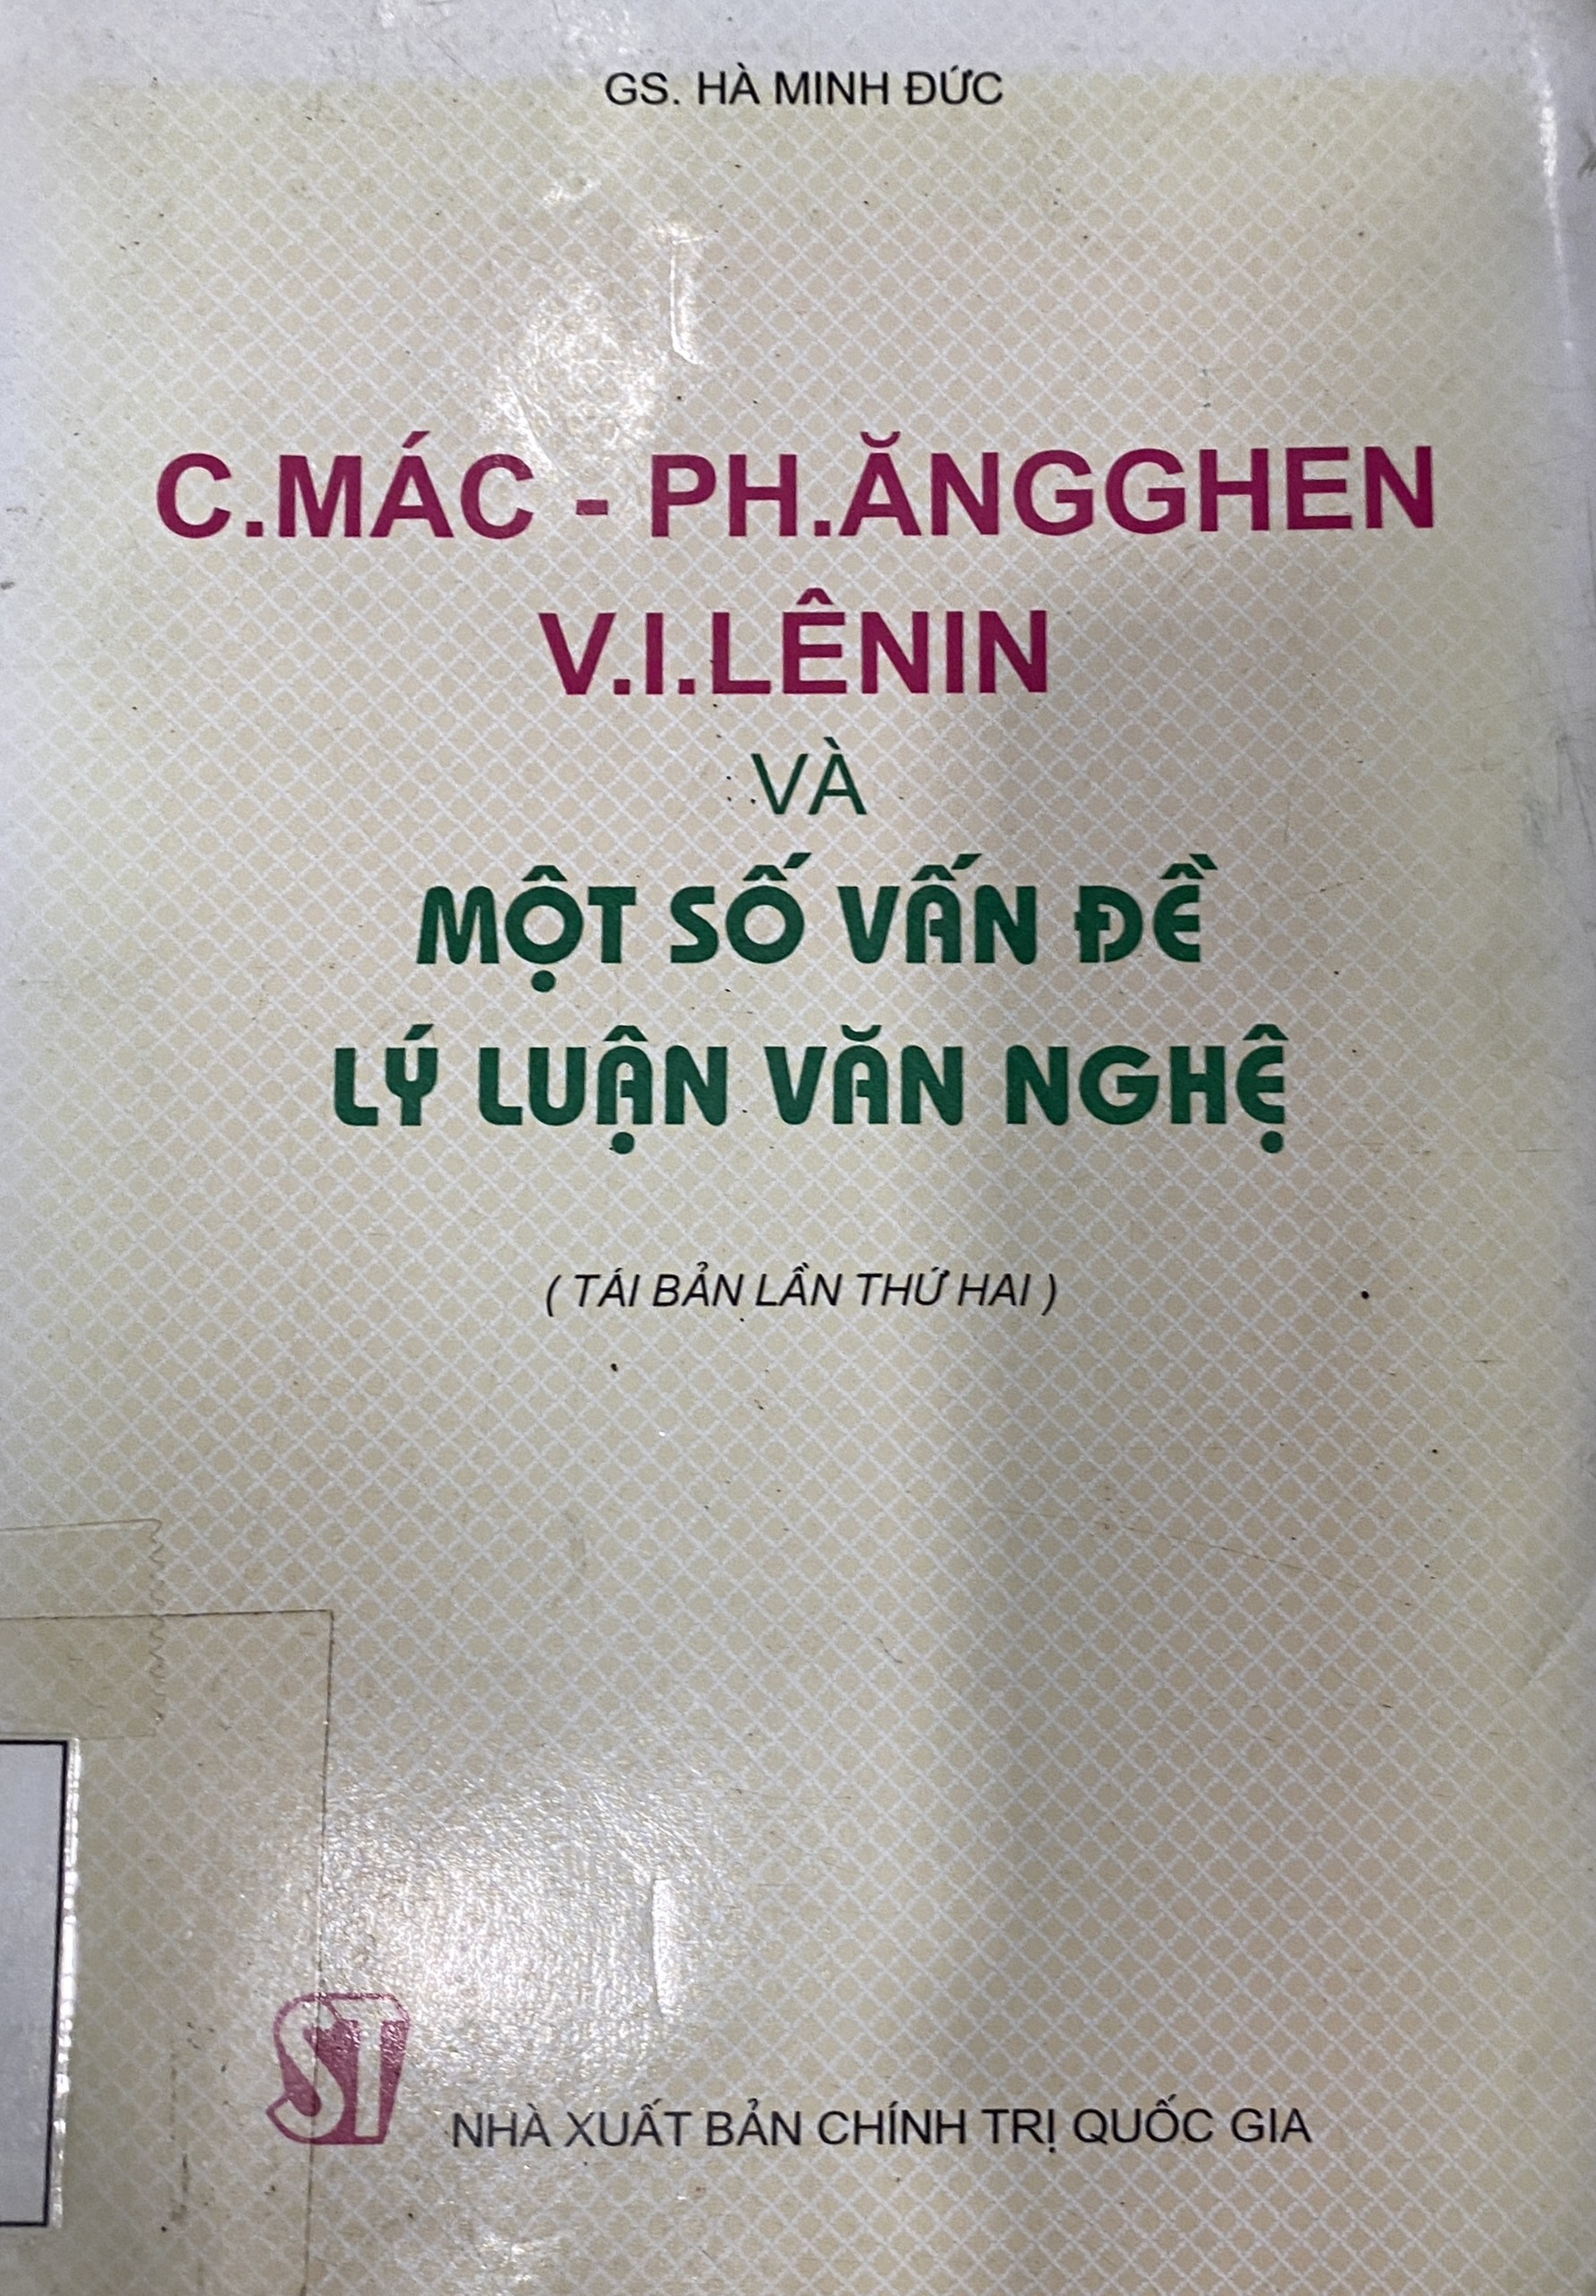 GS. HÀ MINH ĐỨC
C.MÁC - PH.ĂNGGHEN
V.I.LÊNIN
VÀ
MỘT SỐ VẤN ĐỀ
LÝ LUẬN VĂN NGHỆ
( TÁI BẢN LẦN THỨ HAI )
ST
NHÀ XUẤT BẢN CHÍNH TRỊ QUỐC GIA